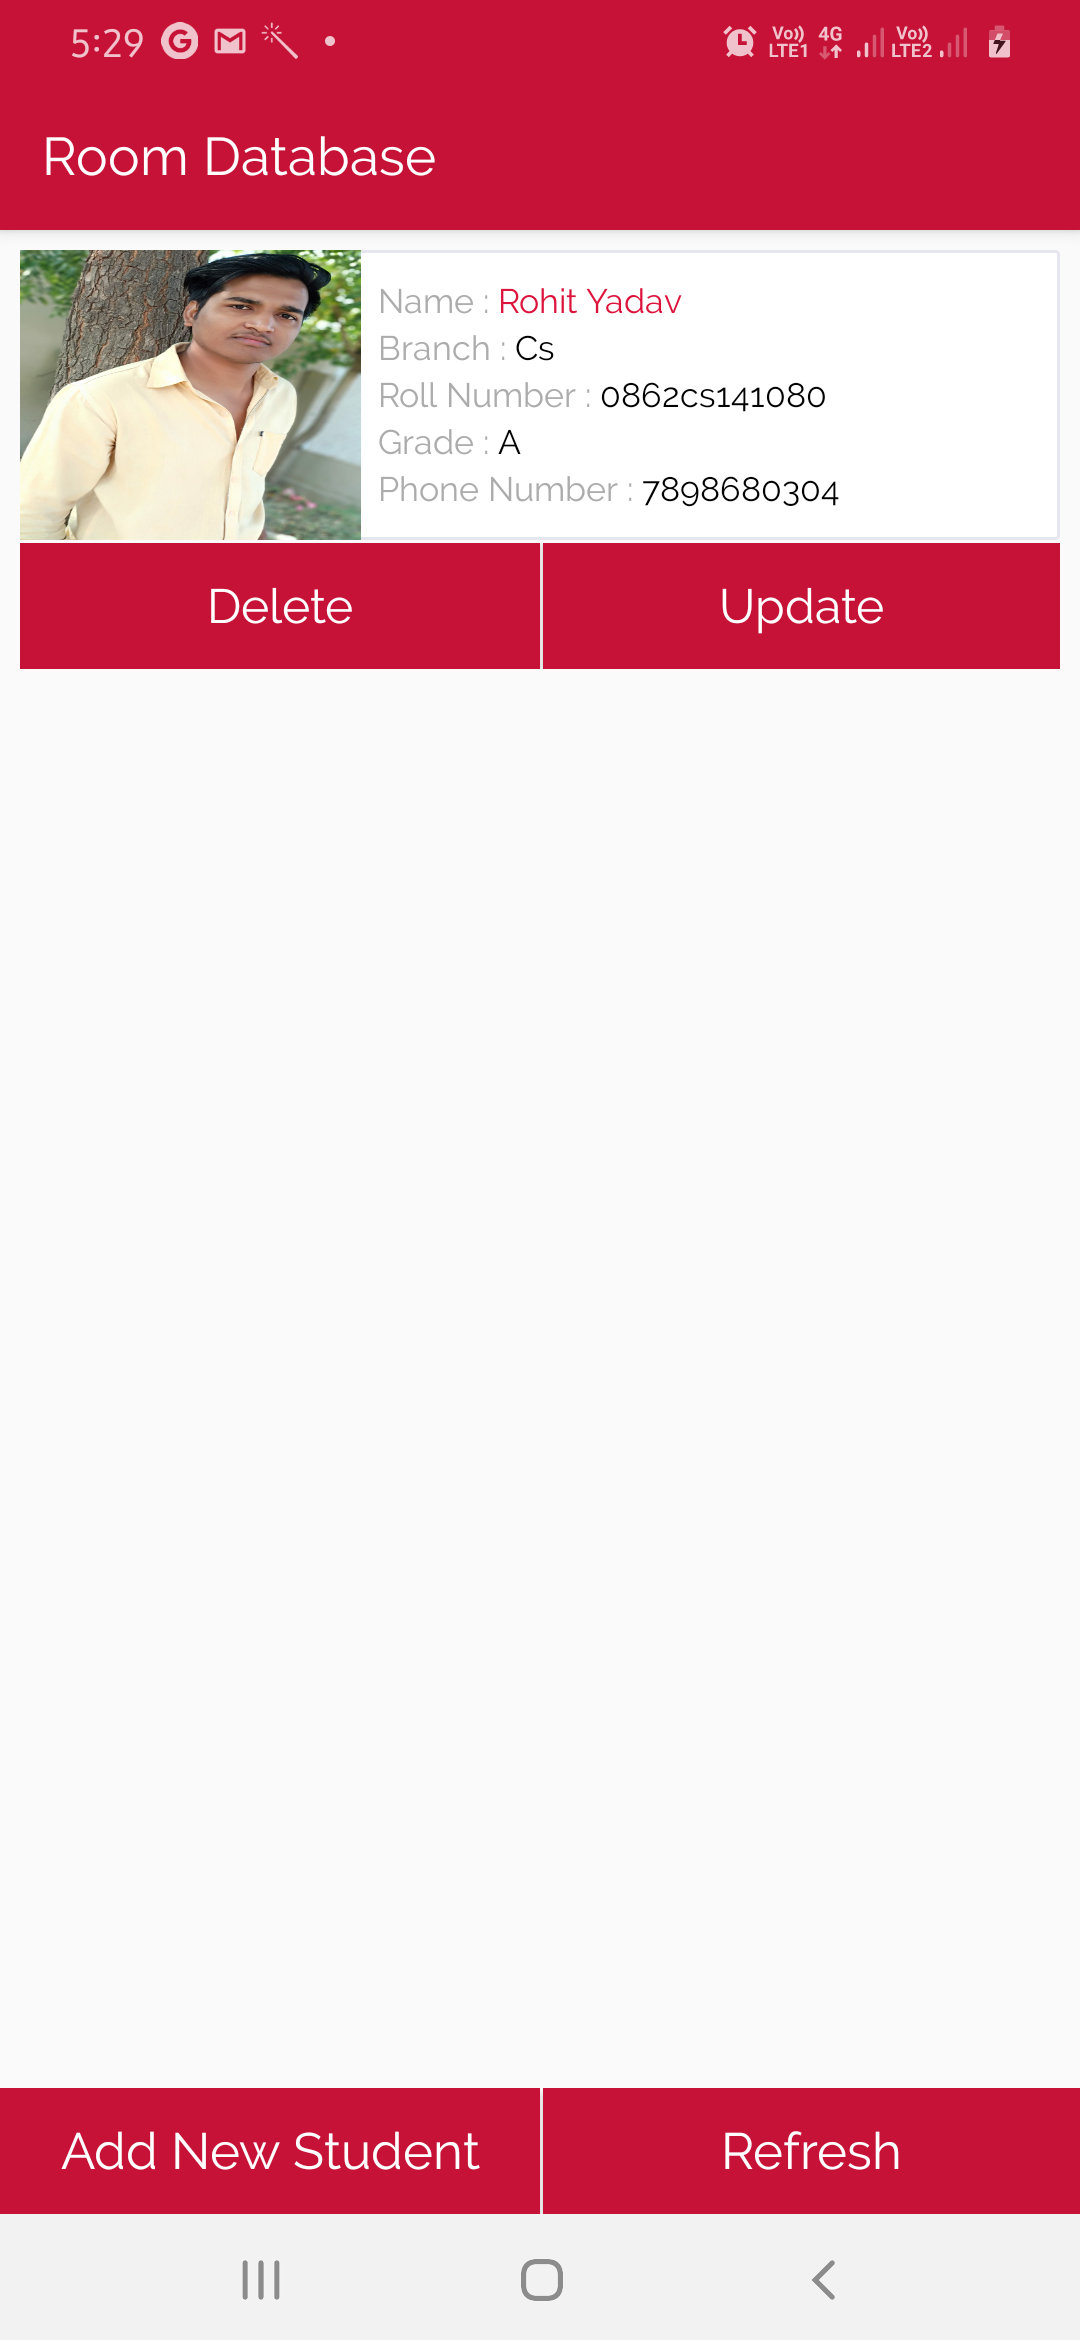 5:29 G M Vo)) LTE1 4G Vo)) LTE2
Room Database
Name : Rohit Yadav
Branch : Cs
Roll Number : 0862cs141080
Grade : A
Phone Number : 7898680304
Delete Update
Add New Student Refresh